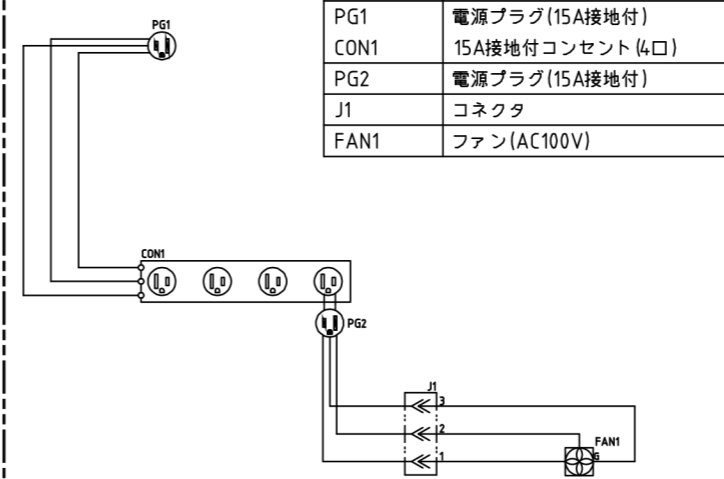 PG1 電源プラグ(15A接地付)
CON1 15A接地付コンセント(4口)
PG2 電源プラグ(15A接地付)
J1 コネクタ
FAN1 ファン(AC100V)
PG1
CON1
PG2
J1
3
2
1
FAN1
G